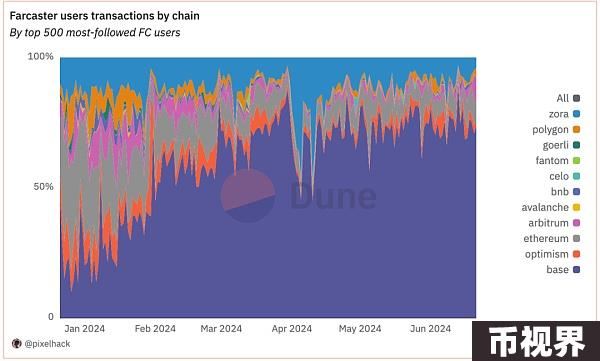 Farcaster users transactions by chain
By top 500 most-followed FC users
100%
50%
0
Dune
Jan 2024
Feb 2024
Mar 2024
Apr 2024
May 2024
Jun 2024
All
zora
polygon
goerli
fantom
celo
bnb
avalanche
arbitrum
ethereum
optimism
base
@pixelhack
币视界